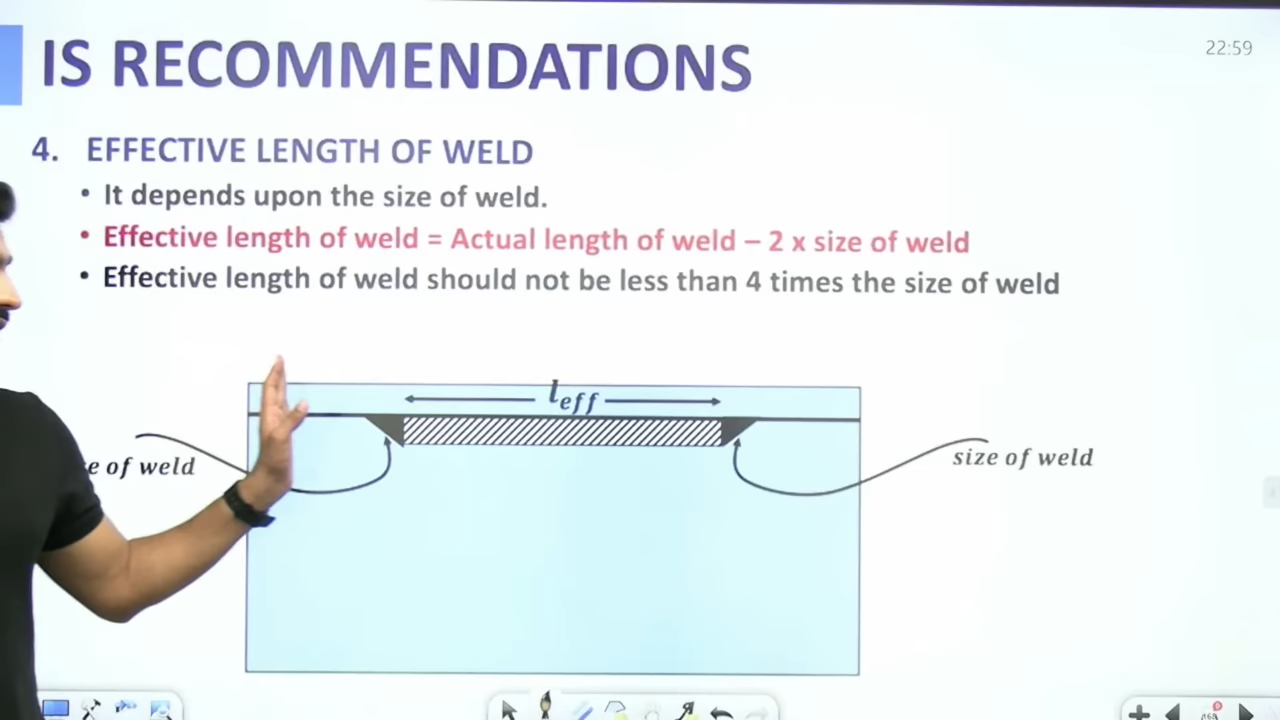 IS RECOMMENDATIONS
22:59
4. EFFECTIVE LENGTH OF WELD
• It depends upon the size of weld.
• Effective length of weld = Actual length of weld – 2 x size of weld
• Effective length of weld should not be less than 4 times the size of weld
l_eff
of weld
size of weld